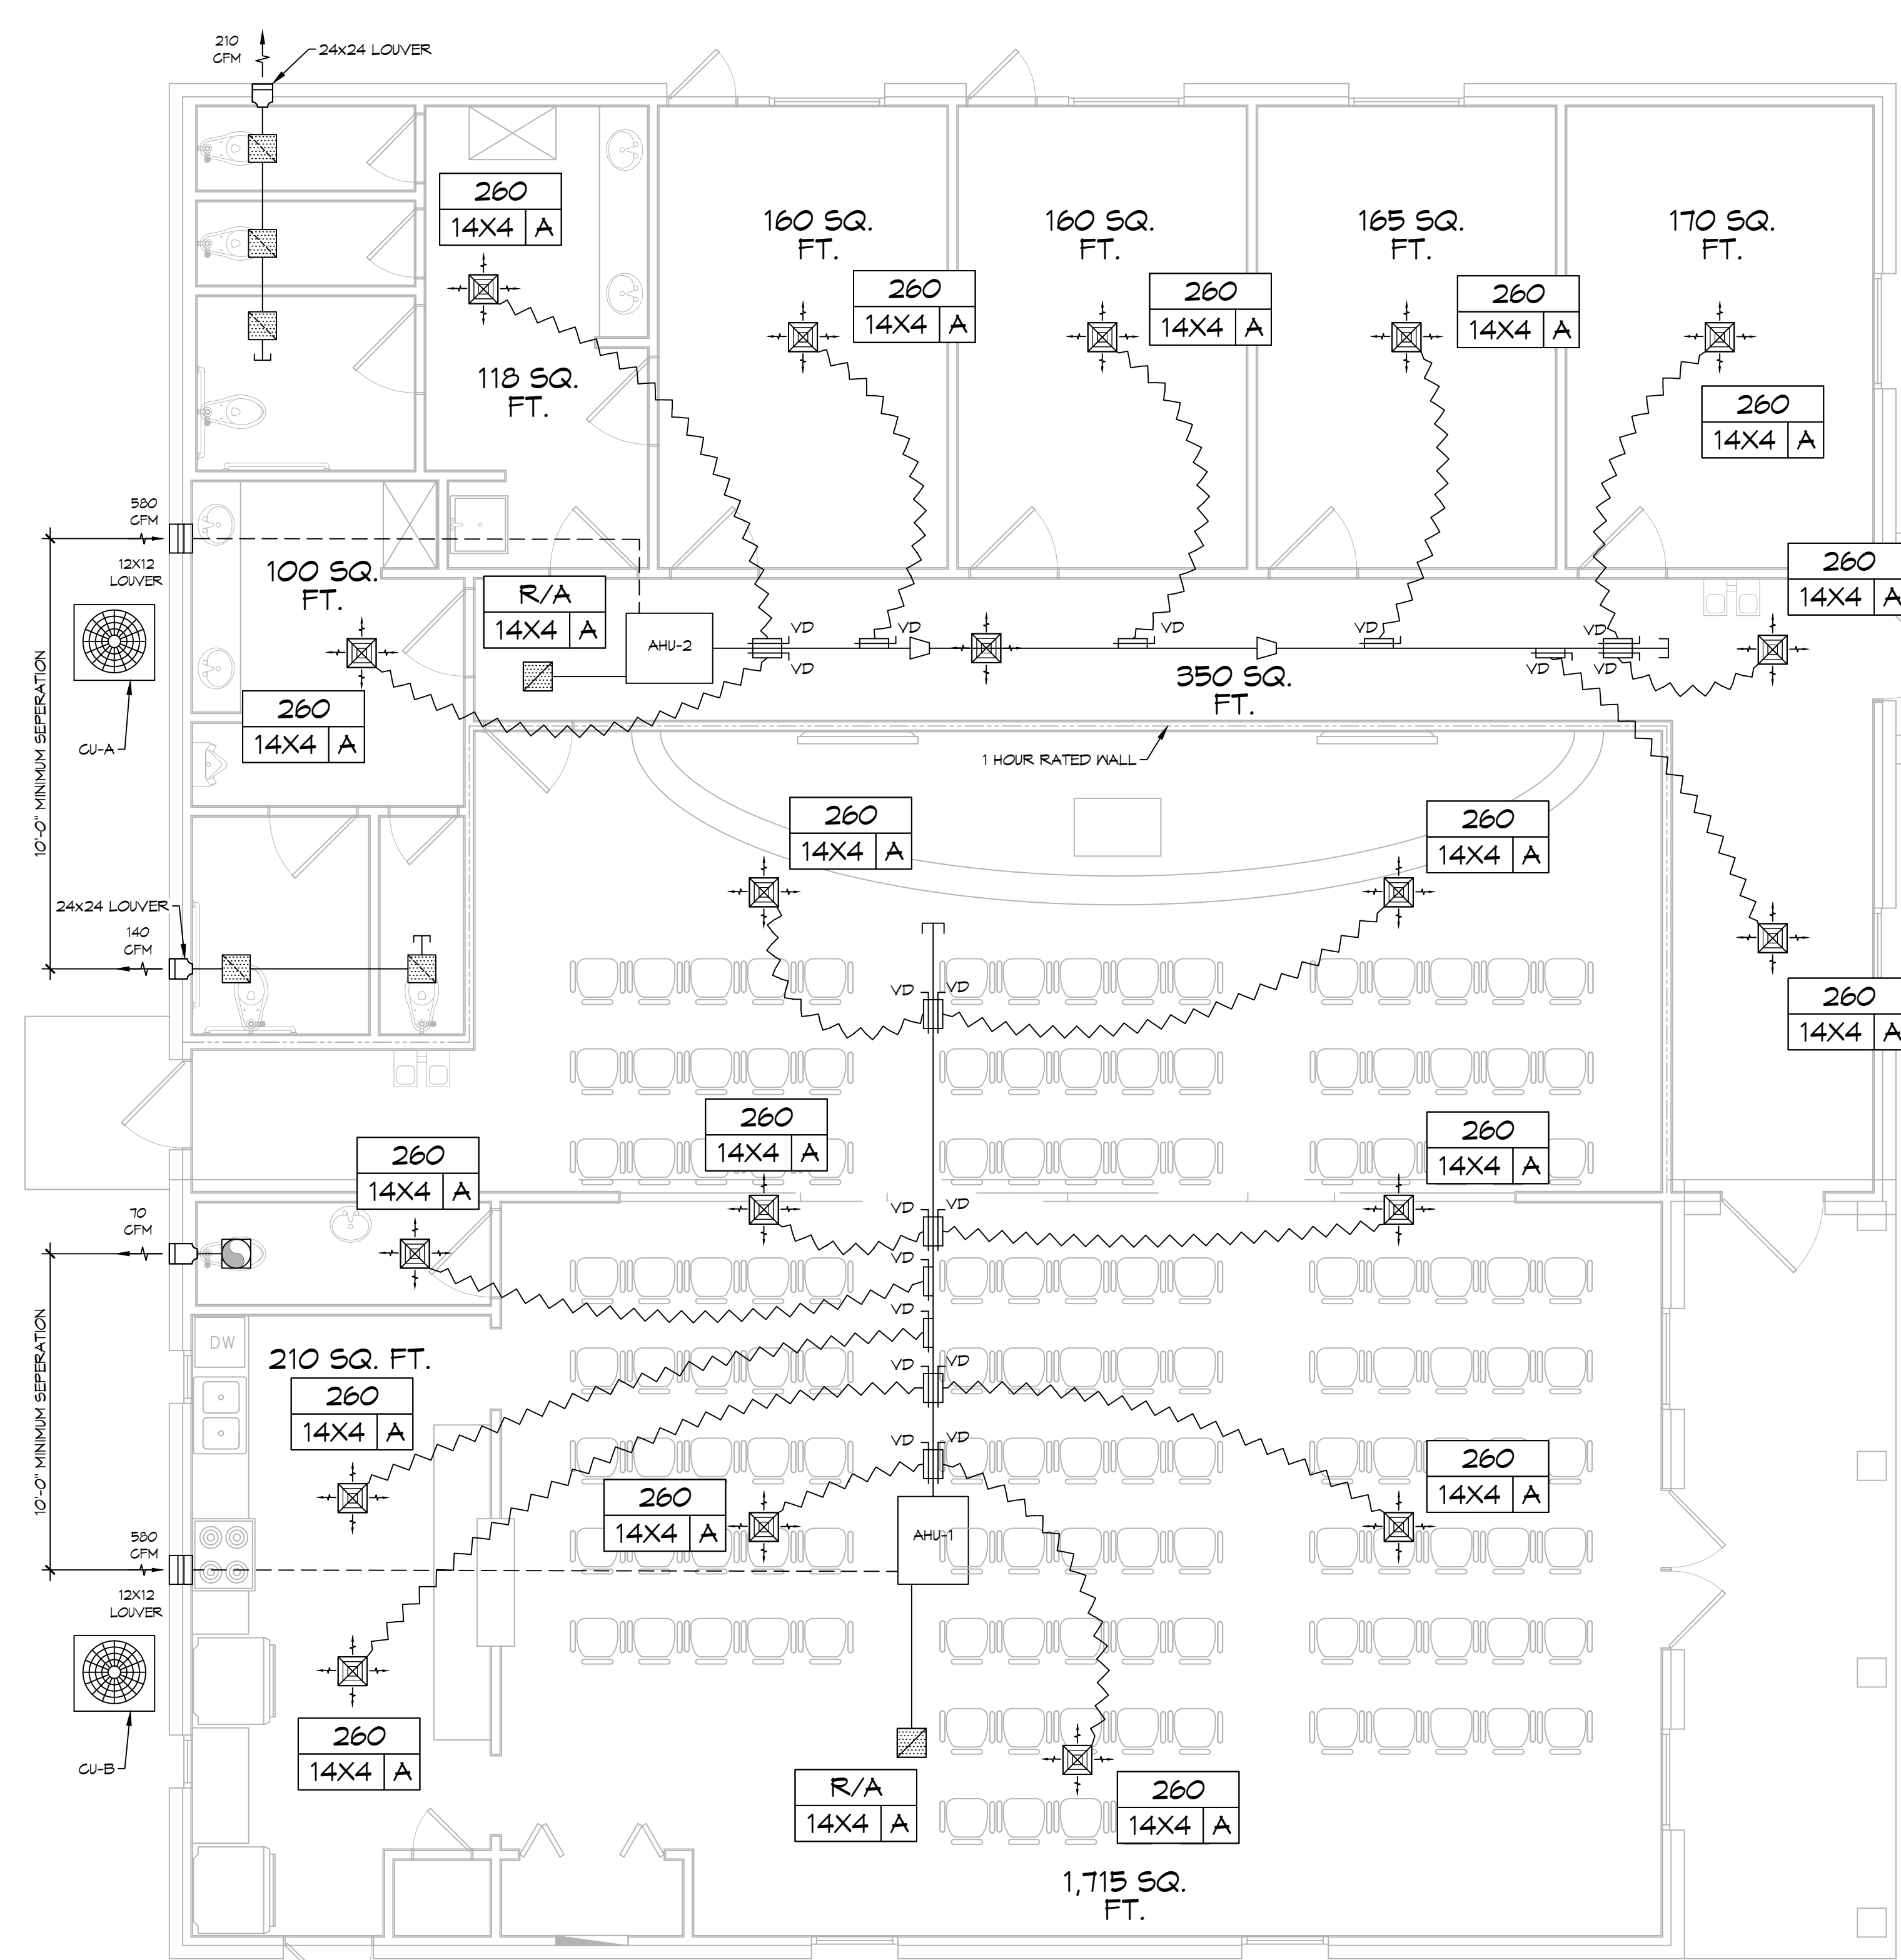 210
CFM
24x24 LOUVER
260
14X4 A
160 SQ.
FT.
160 SQ.
FT.
165 SQ.
FT.
170 SQ.
FT.
260
14X4 A
260
14X4 A
260
14X4 A
118 SQ.
FT.
260
14X4 A
580
CFM
12X12
LOUVER
100 SQ.
FT.
R/A
14X4 A
AHU-2
VD
VD
VD
VD
VD
VD
VD
260
14X4 A
350 SQ.
FT.
10'-0" MINIMUM SEPERATION
CU-A
260
14X4 A
1 HOUR RATED WALL
260
14X4 A
260
14X4 A
24x24 LOUVER
140
CFM
VD VD
260
14X4 A
260
14X4 A
260
14X4 A
260
14X4 A
70
CFM
VD VD
VD
VD
DW
210 SQ. FT.
260
14X4 A
VD VD
VD VD
10'-0" MINIMUM SEPERATION
260
14X4 A
260
14X4 A
AHU-1
580
CFM
12X12
LOUVER
CU-B
260
14X4 A
R/A
14X4 A
260
14X4 A
1,715 SQ.
FT.